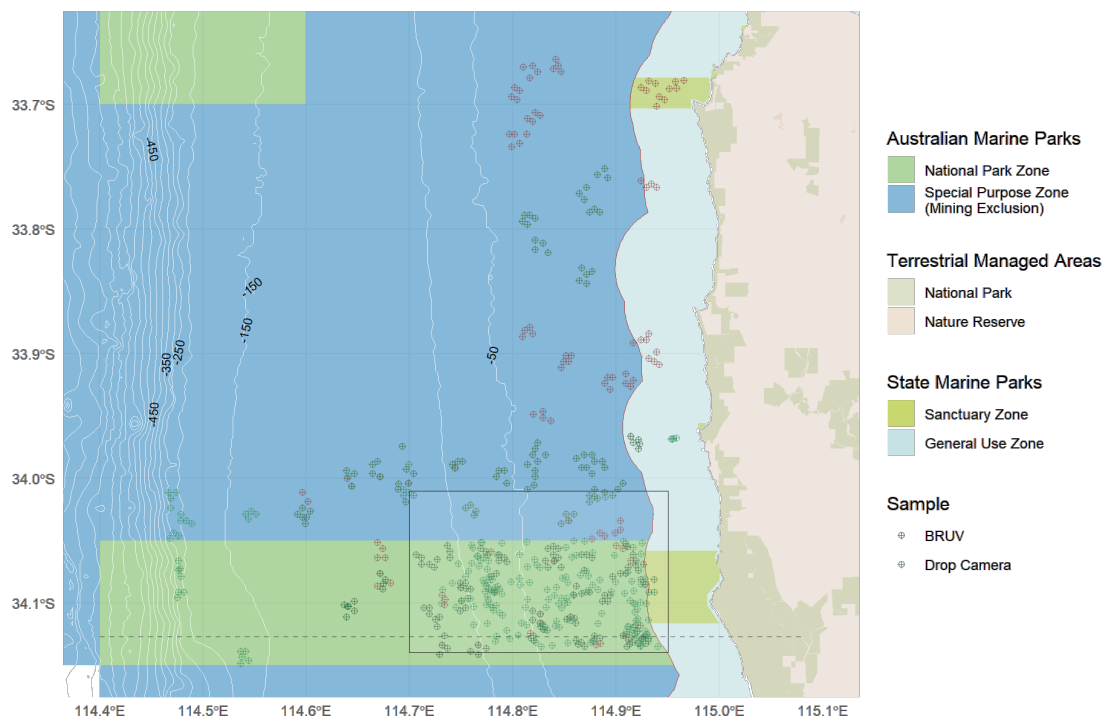 33.7°S
33.8°S
33.9°S
34.0°S
34.1°S
-450
-150
-150
-50
-250
-350
-450
114.4°E
114.5°E
114.6°E
114.7°E
114.8°E
114.9°E
115.0°E
115.1°E
Australian Marine Parks
National Park Zone
Special Purpose Zone
(Mining Exclusion)
Terrestrial Managed Areas
National Park
Nature Reserve
State Marine Parks
Sanctuary Zone
General Use Zone
Sample
BRUV
Drop Camera